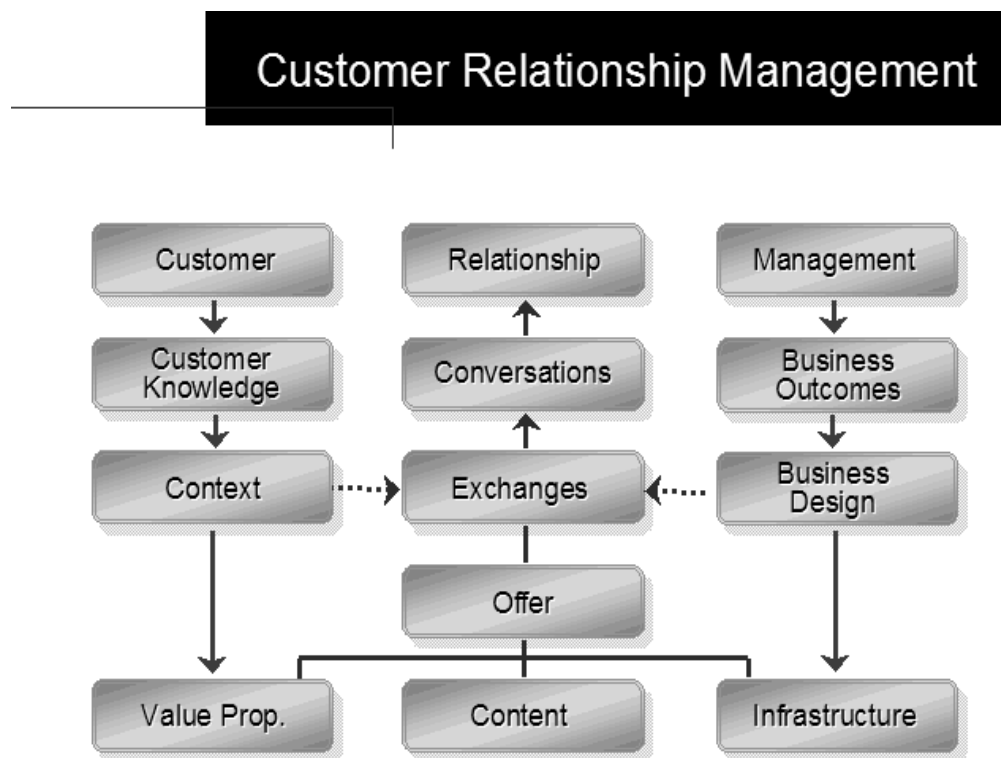 Customer Relationship Management
Customer
Relationship
Management
Customer
Knowledge
Conversations
Business
Outcomes
Context
Exchanges
Business
Design
Offer
Value Prop.
Content
Infrastructure